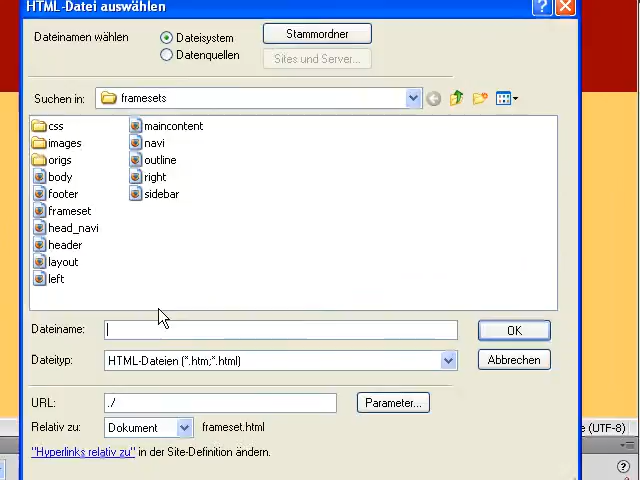 HTML-Datei auswählen
Dateinamen wählen
Dateisystem
Stammordner
Datenquellen
Sites und Server...
Suchen in:
framesets
css
images
origs
body
footer
frameset
head_navi
header
layout
left
maincontent
navi
outline
right
sidebar
Dateiname:
OK
Dateityp:
HTML-Dateien (*.htm;*.html)
Abbrechen
URL:
./
Parameter...
Relativ zu:
Dokument
frameset.html
"Hyperlinks relativ zu" in der Site-Definition ändern.
e (UTF-8)